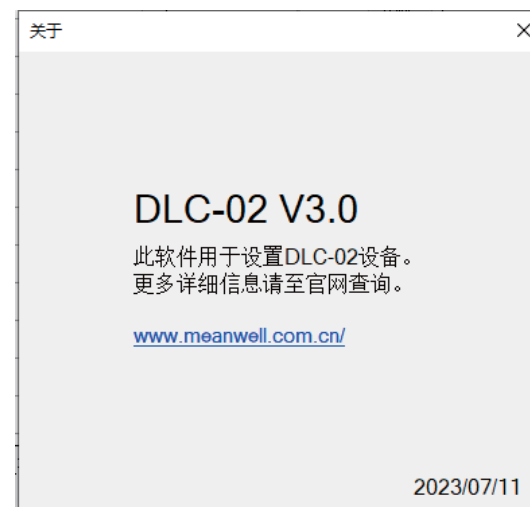 关于
DLC-02 V3.0
此软件用于设置DLC-02设备。
更多详细信息请至官网查询。
www.meanwell.com.cn/
2023/07/11